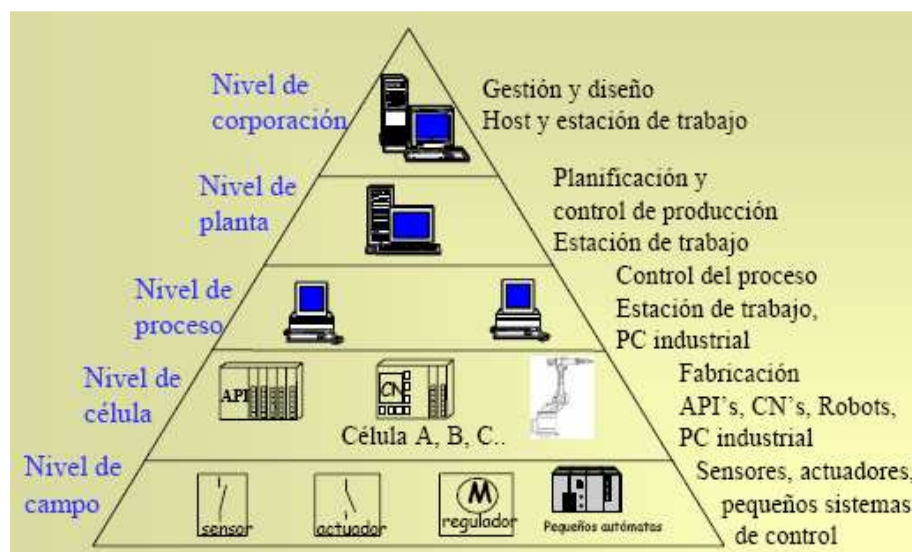 Nivel de
corporación
Gestión y diseño
Host y estación de trabajo
Nivel de
planta
Planificación y
control de producción
Estación de trabajo
Nivel de
proceso
Control del proceso
Estación de trabajo,
PC industrial
Nivel de
célula
API
CN
Célula A, B, C..
Fabricación
API's, CN's, Robots,
PC industrial
Nivel de
campo
sensor
actuador
M
regulador
Pequeños autómatas
Sensores, actuadores,
pequeños sistemas
de control